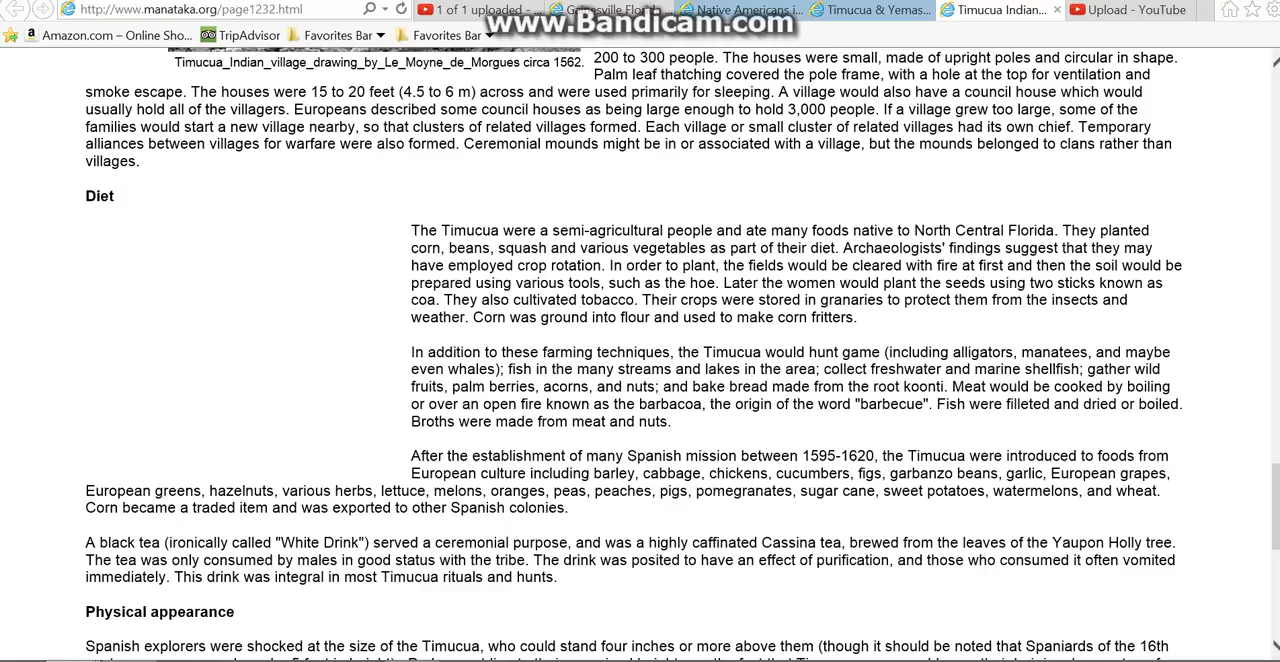 http://www.manataka.org/page1232.html
1 of 1 uploaded -
Gainesville Flori
Native Americans i...
Timucua & Yemas...
Timucua Indian...
Upload - YouTube
www.Bandicam.com
Amazon.com – Online Sho...
TripAdvisor
Favorites Bar
Favorites Bar
Timucua_Indian_village_drawing_by_Le_Moyne_de_Morgues circa 1562.
200 to 300 people. The houses were small, made of upright poles and circular in shape.
Palm leaf thatching covered the pole frame, with a hole at the top for ventilation and
smoke escape. The houses were 15 to 20 feet (4.5 to 6 m) across and were used primarily for sleeping. A village would also have a council house which would
usually hold all of the villagers. Europeans described some council houses as being large enough to hold 3,000 people. If a village grew too large, some of the
families would start a new village nearby, so that clusters of related villages formed. Each village or small cluster of related villages had its own chief. Temporary
alliances between villages for warfare were also formed. Ceremonial mounds might be in or associated with a village, but the mounds belonged to clans rather than
villages.
Diet
The Timucua were a semi-agricultural people and ate many foods native to North Central Florida. They planted
corn, beans, squash and various vegetables as part of their diet. Archaeologists' findings suggest that they may
have employed crop rotation. In order to plant, the fields would be cleared with fire at first and then the soil would be
prepared using various tools, such as the hoe. Later the women would plant the seeds using two sticks known as
coa. They also cultivated tobacco. Their crops were stored in granaries to protect them from the insects and
weather. Corn was ground into flour and used to make corn fritters.
In addition to these farming techniques, the Timucua would hunt game (including alligators, manatees, and maybe
even whales); fish in the many streams and lakes in the area; collect freshwater and marine shellfish; gather wild
fruits, palm berries, acorns, and nuts; and bake bread made from the root koonti. Meat would be cooked by boiling
or over an open fire known as the barbacoa, the origin of the word "barbecue". Fish were filleted and dried or boiled.
Broths were made from meat and nuts.
After the establishment of many Spanish mission between 1595-1620, the Timucua were introduced to foods from
European culture including barley, cabbage, chickens, cucumbers, figs, garbanzo beans, garlic, European grapes,
European greens, hazelnuts, various herbs, lettuce, melons, oranges, peas, peaches, pigs, pomegranates, sugar cane, sweet potatoes, watermelons, and wheat.
Corn became a traded item and was exported to other Spanish colonies.
A black tea (ironically called "White Drink") served a ceremonial purpose, and was a highly caffinated Cassina tea, brewed from the leaves of the Yaupon Holly tree.
The tea was only consumed by males in good status with the tribe. The drink was posited to have an effect of purification, and those who consumed it often vomited
immediately. This drink was integral in most Timucua rituals and hunts.
Physical appearance
Spanish explorers were shocked at the size of the Timucua, who could stand four inches or more above them (though it should be noted that Spaniards of the 16th